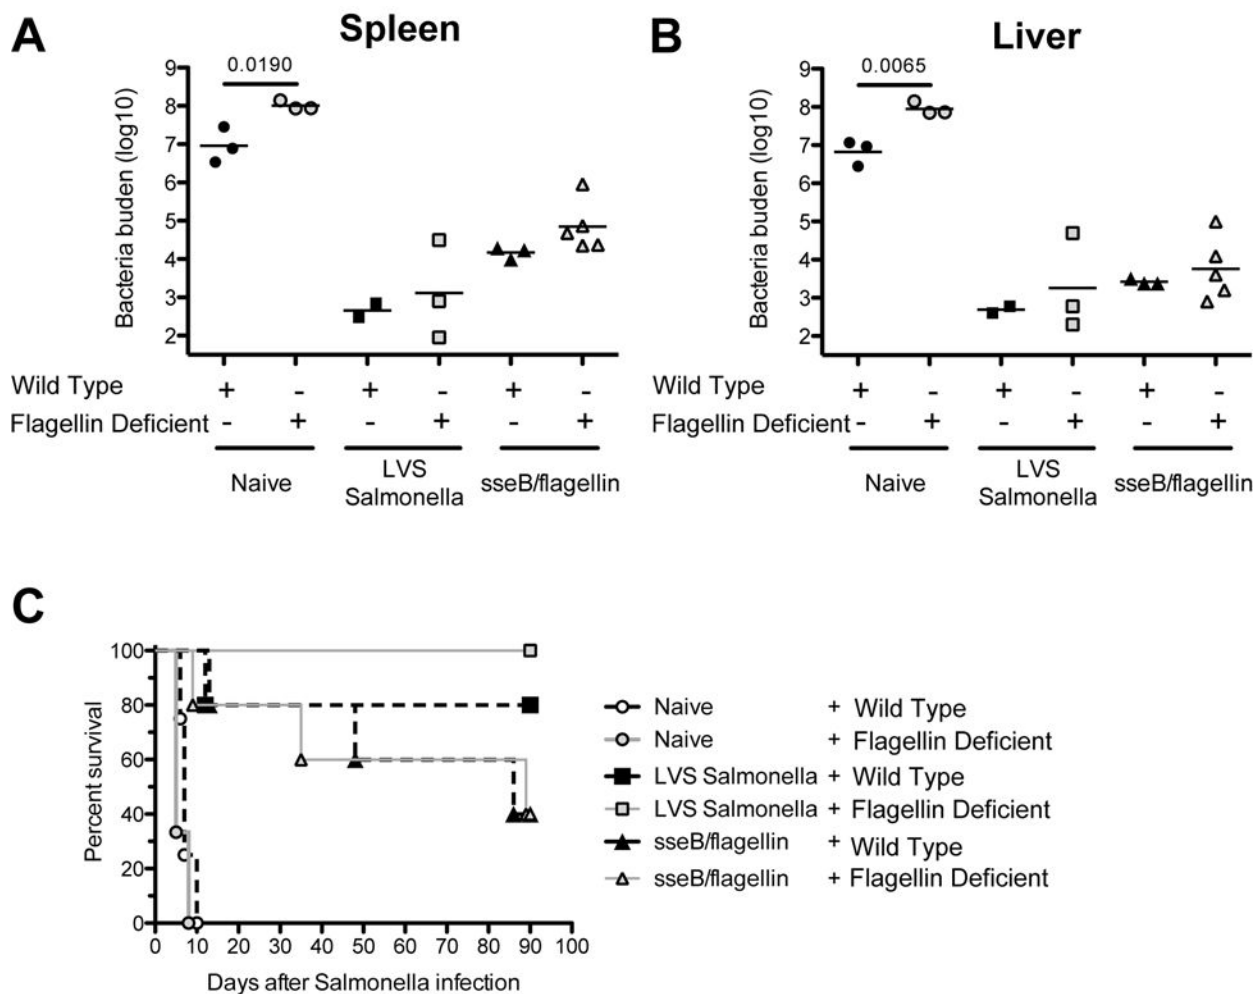 A
Spleen
Bacteria buden (log10)
9
8
7
6
5
4
3
2
0.0190
Wild Type + - + - + -
Flagellin Deficient - + - + - +
Naive
LVS
Salmonella
sseB/flagellin
B
Liver
Bacteria buden (log10)
9
8
7
6
5
4
3
2
0.0065
Wild Type + - + - + -
Flagellin Deficient - + - + - +
Naive
LVS
Salmonella
sseB/flagellin
C
Percent survival
100
80
60
40
20
0
0 10 20 30 40 50 60 70 80 90 100
Days after Salmonella infection
Naive + Wild Type
Naive + Flagellin Deficient
LVS Salmonella + Wild Type
LVS Salmonella + Flagellin Deficient
sseB/flagellin + Wild Type
sseB/flagellin + Flagellin Deficient